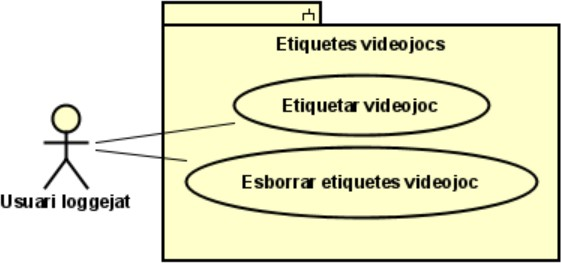 Etiquetes videojocs
Etiquetar videojoc
Esborrar etiquetes videojoc
Usuari loggejat